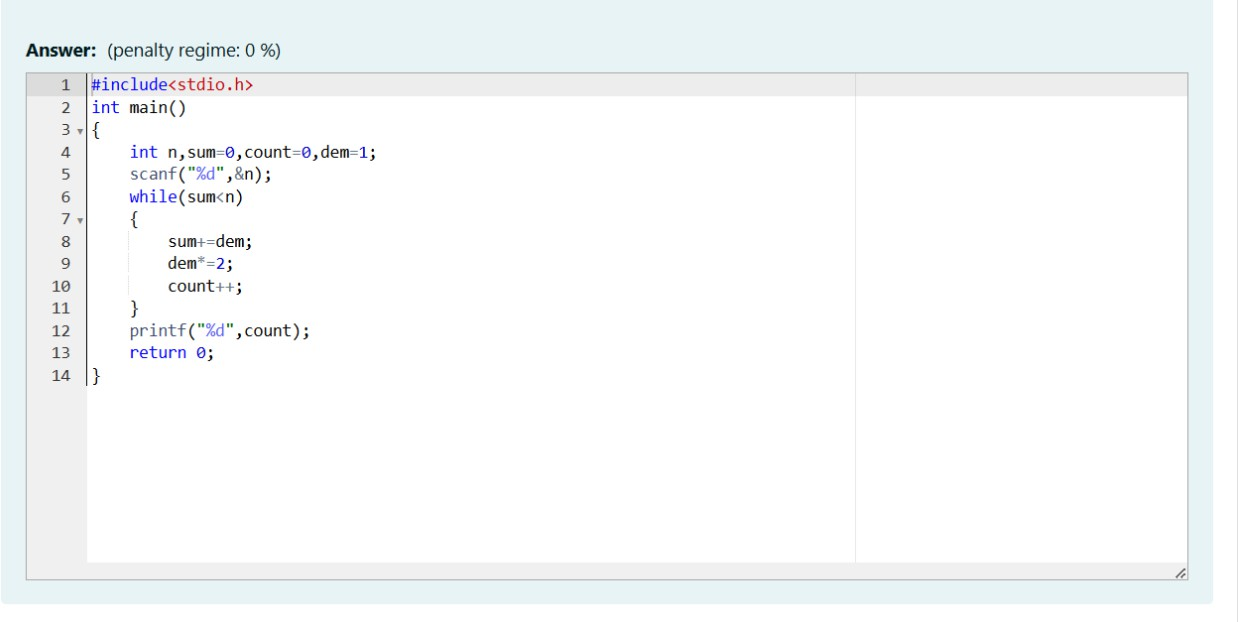 Answer: (penalty regime: 0 %)
1 #include<stdio.h>
2 int main()
3 {
4     int n,sum=0,count=0,dem=1;
5     scanf("%d",&n);
6     while(sum<n)
7     {
8         sum+=dem;
9         dem*=2;
10         count++;
11     }
12     printf("%d",count);
13     return 0;
14 }